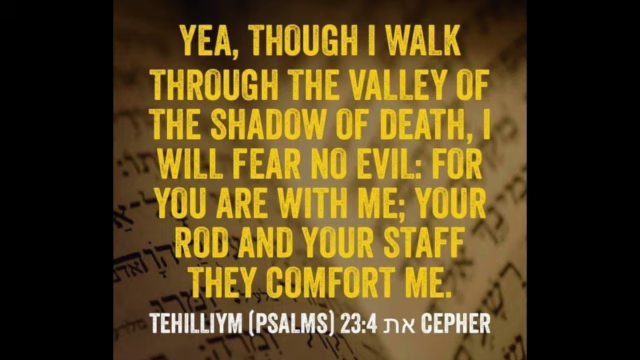 YEA, THOUGH I WALK
THROUGH THE VALLEY OF
THE SHADOW OF DEATH, I
WILL FEAR NO EVIL: FOR
YOU ARE WITH ME; YOUR
ROD AND YOUR STAFF
THEY COMFORT ME.
TEHILLIYM (PSALMS) 23:4 את CEPHER